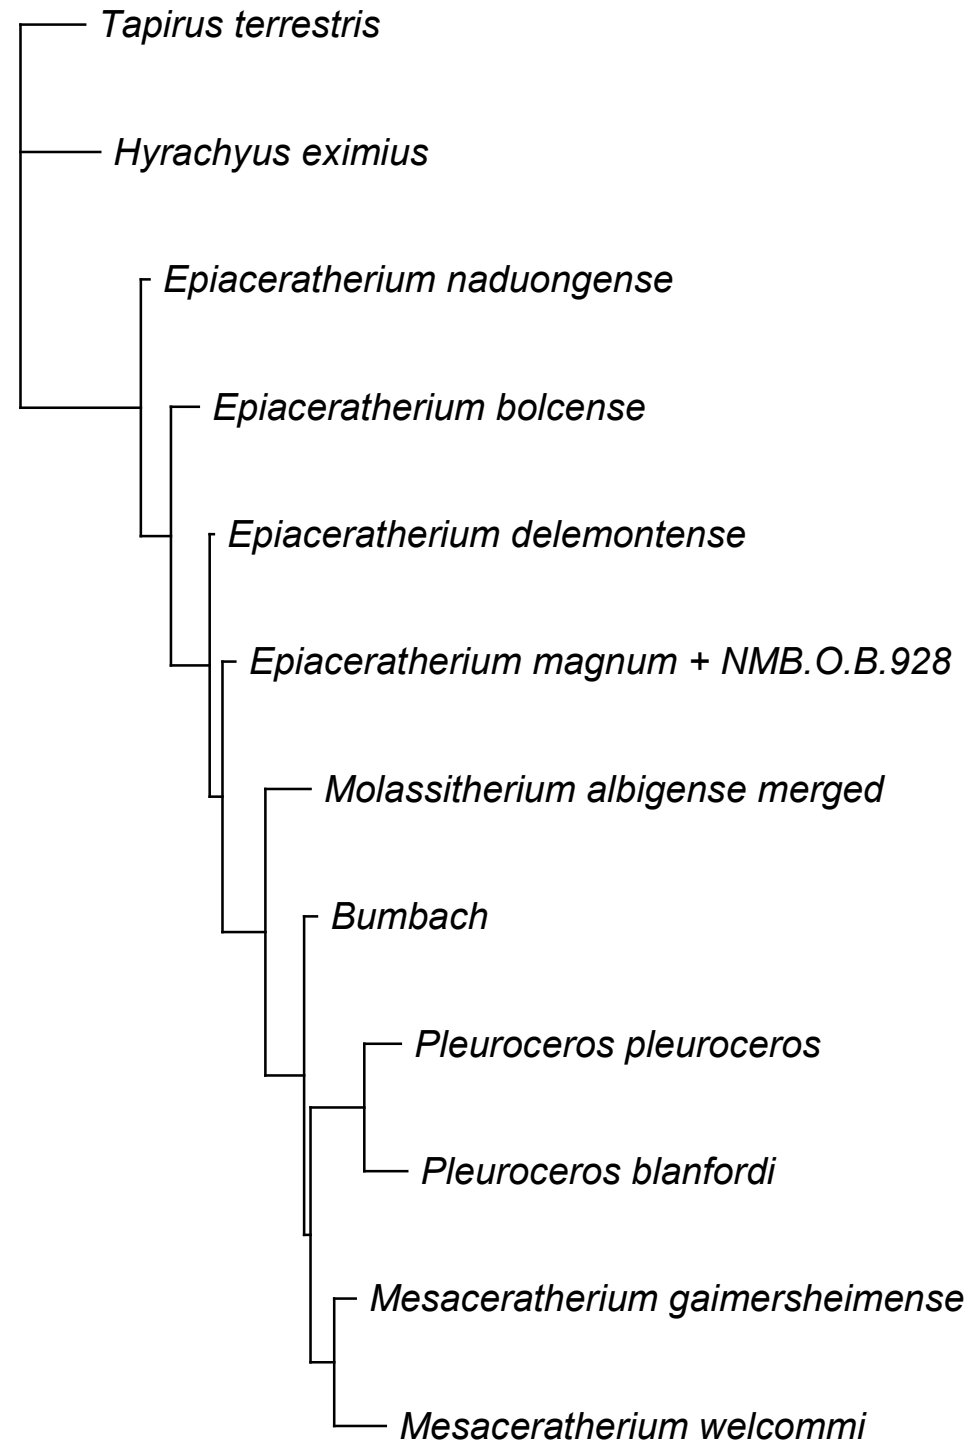 Tapirus terrestris
Hyrachyus eximius
Epiaceratherium naduongense
Epiaceratherium bolcense
Epiaceratherium delemontense
Epiaceratherium magnum + NMB.O.B.928
Molassitherium albigense merged
Bumbach
Pleuroceros pleuroceros
Pleuroceros blanfordi
Mesaceratherium gaimersheimense
Mesaceratherium welcommi